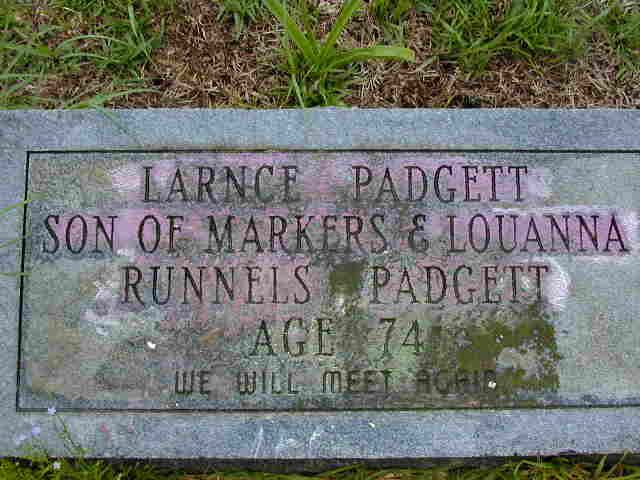 LARNCE PADGETT
SON OF MARKERS & LOUANNA
RUNNELS PADGETT
AGE 74
WE WILL MEET AGAIN